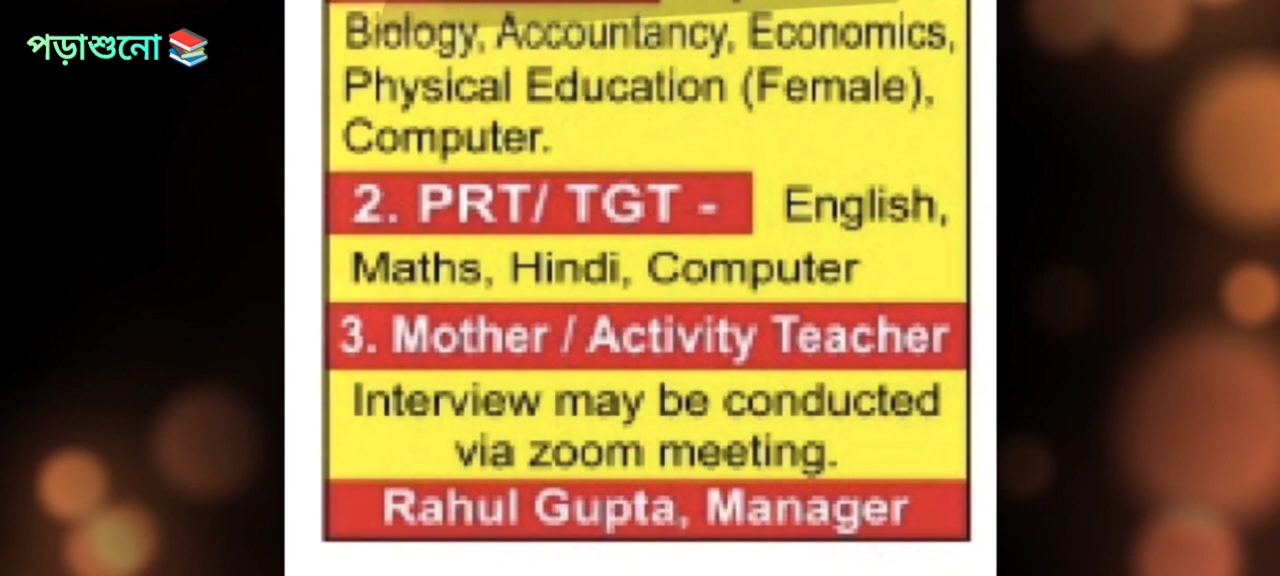 পড়াশুনো📚
Biology, Accountancy, Economics,
Physical Education (Female),
Computer.
2. PRT/ TGT - English,
Maths, Hindi, Computer
3. Mother / Activity Teacher
Interview may be conducted
via zoom meeting.
Rahul Gupta, Manager